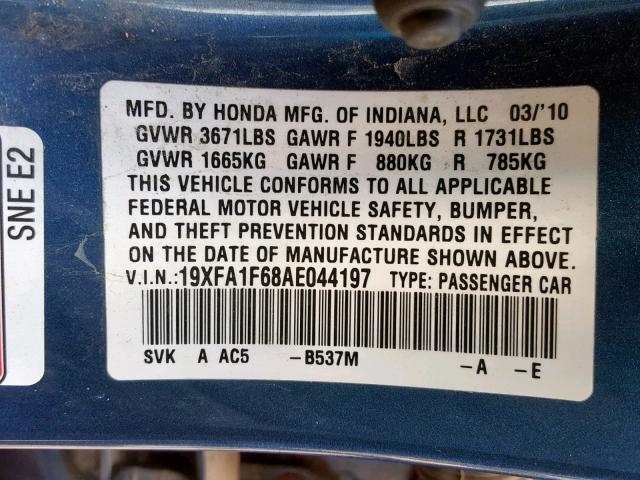 MFD. BY HONDA MFG. OF INDIANA, LLC 03/'10
GVWR 3671LBS GAWR F 1940LBS R 1731LBS
GVWR 1665KG GAWR F 880KG R 785KG
THIS VEHICLE CONFORMS TO ALL APPLICABLE
FEDERAL MOTOR VEHICLE SAFETY, BUMPER,
AND THEFT PREVENTION STANDARDS IN EFFECT
ON THE DATE OF MANUFACTURE SHOWN ABOVE.
V.I.N.:19XFA1F68AE044197 TYPE: PASSENGER CAR
SVK A AC5 -B537M -A -E
SNE E2